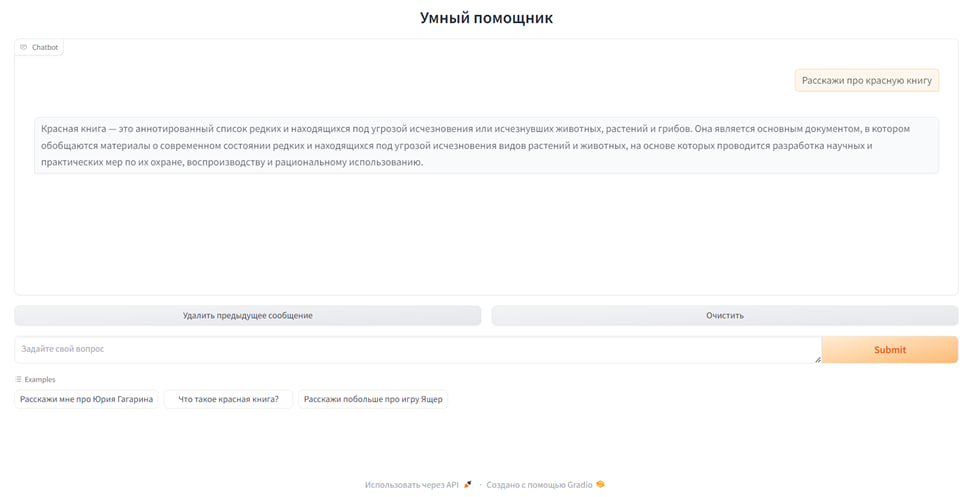 Умный помощник
Chatbot
Расскажи про красную книгу
Красная книга — это аннотированный список редких и находящихся под угрозой исчезновения или исчезнувших животных, растений и грибов. Она является основным документом, в котором
обобщаются материалы о современном состоянии редких и находящихся под угрозой исчезновения видов растений и животных, на основе которых проводится разработка научных и
практических мер по их охране, воспроизводству и рациональному использованию.
Удалить предыдущее сообщение
Очистить
Задайте свой вопрос
Submit
Examples
Расскажи мне про Юрия Гагарина
Что такое красная книга?
Расскажи побольше про игру Ящер
Использовать через API · Создано с помощью Gradio